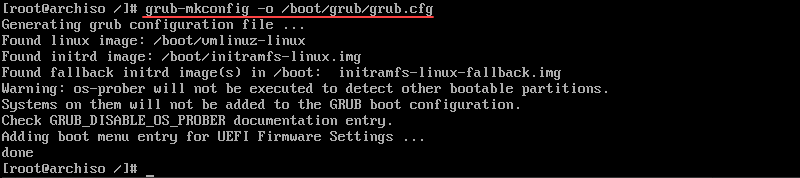 [root@archiso /]# grub-mkconfig -o /boot/grub/grub.cfg
Generating grub configuration file ...
Found linux image: /boot/vmlinuz-linux
Found initrd image: /boot/initramfs-linux.img
Found fallback initrd image(s) in /boot:  initramfs-linux-fallback.img
Warning: os-prober will not be executed to detect other bootable partitions.
Systems on them will not be added to the GRUB boot configuration.
Check GRUB_DISABLE_OS_PROBER documentation entry.
Adding boot menu entry for UEFI Firmware Settings ...
done
[root@archiso /]# _